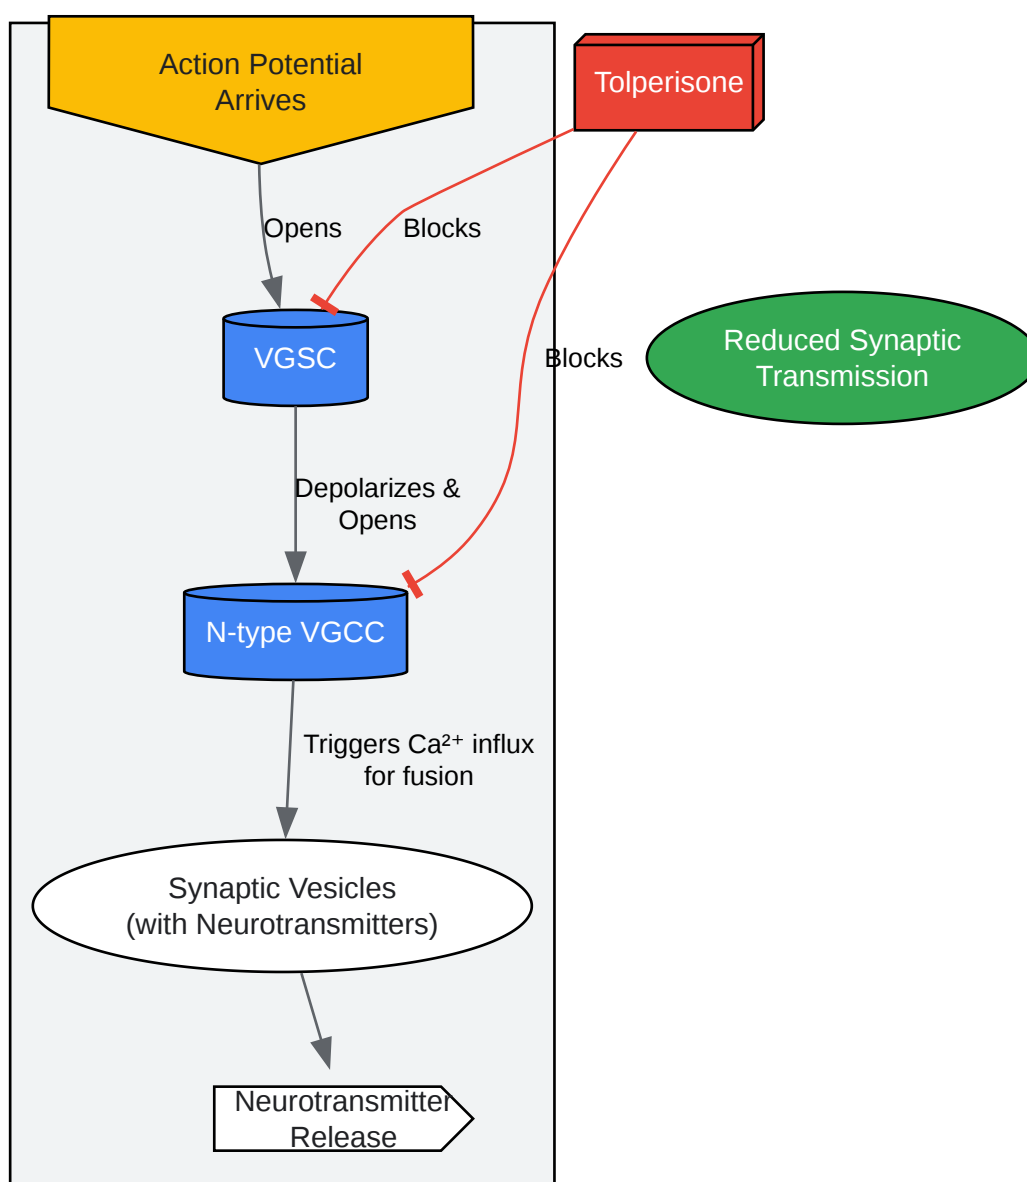 Action Potential
Arrives
Tolperisone
Opens
Blocks
VGSC
Blocks
Reduced Synaptic
Transmission
Depolarizes &
Opens
N-type VGCC
Triggers Ca²⁺ influx
for fusion
Synaptic Vesicles
(with Neurotransmitters)
Neurotransmitter
Release